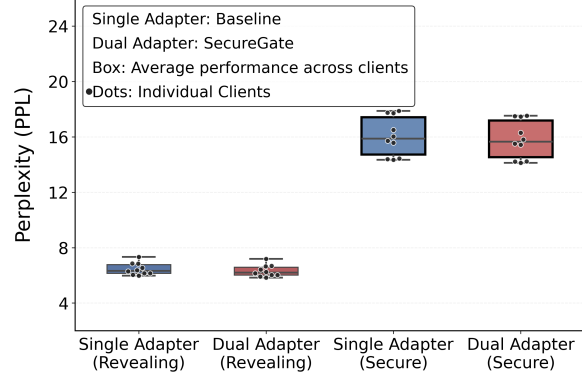 Single Adapter: Baseline
Dual Adapter: SecureGate
Box: Average performance across clients
Dots: Individual Clients
Perplexity (PPL)
24
20
16
12
8
4
Single Adapter
(Revealing)
Dual Adapter
(Revealing)
Single Adapter
(Secure)
Dual Adapter
(Secure)